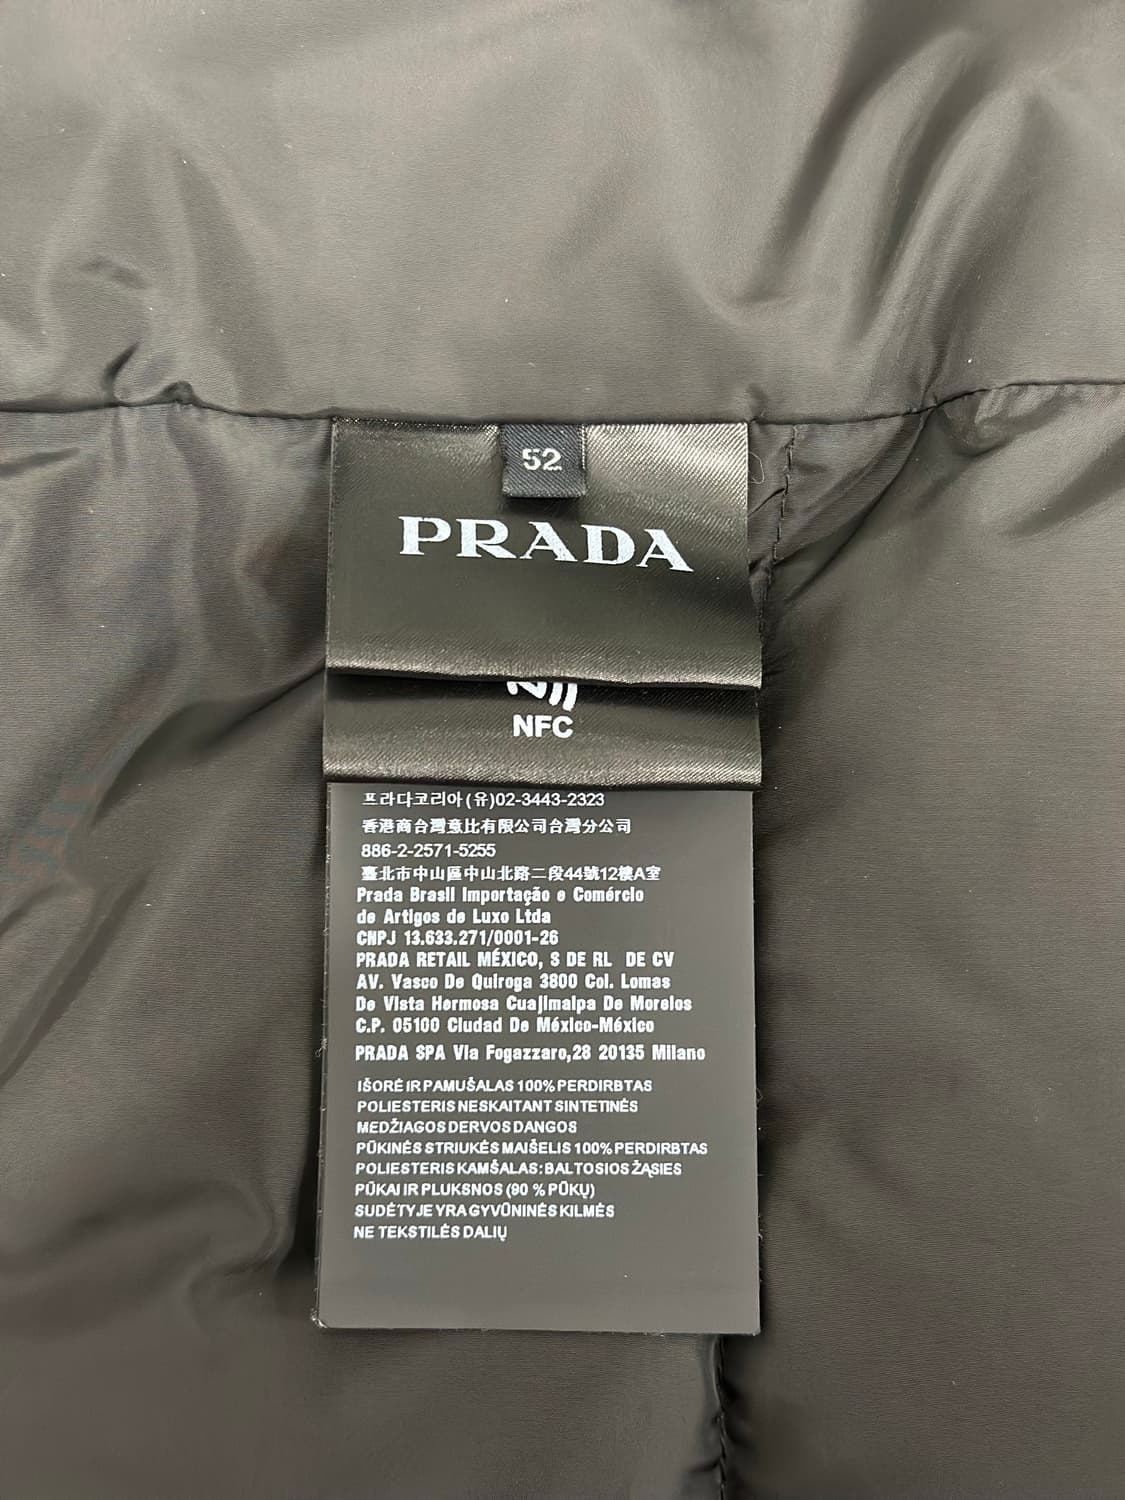 52
PRADA
NFC
프라다코리아(유)02-3443-2323
香港商台灣意比有限公司台灣分公司
886-2-2571-5255
臺北市中山區中山北路二段44號12樓A室
Prada Brasil Importação e Comércio
de Artigos de Luxo Ltda
CNPJ 13.633.271/0001-26
PRADA RETAIL MÉXICO, S DE RL DE CV
AV. Vasco De Quiroga 3800 Col. Lomas
De Vista Hermosa Cuajimalpa De Morelos
C.P. 05100 Ciudad De México-México
PRADA SPA Via Fogazzaro,28 20135 Milano
IŠORĖ IR PAMUŠALAS 100% PERDIRBTAS
POLIESTERIS NESKAITANT SINTETINĖS
MEDŽIAGOS DERVOS DANGOS
PŪKINĖS STRIUKĖS MAIŠELIS 100% PERDIRBTAS
POLIESTERIS KAMŠALAS: BALTOSIOS ŽĄSIES
PŪKAI IR PLUKSNOS (90 % PŪKŲ)
SUDĖTYJE YRA GYVŪNINĖS KILMĖS
NE TEKSTILĖS DALIŲ